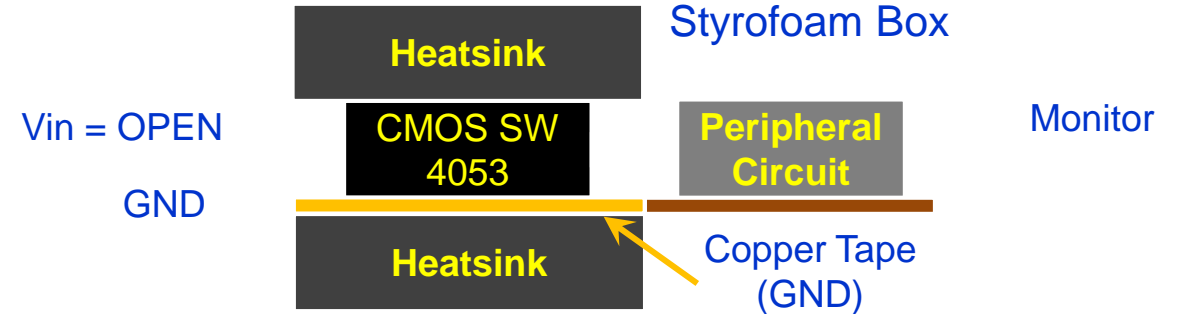 Styrofoam Box
Heatsink
Vin = OPEN
CMOS SW
4053
Peripheral
Circuit
Monitor
GND
Heatsink
Copper Tape
(GND)